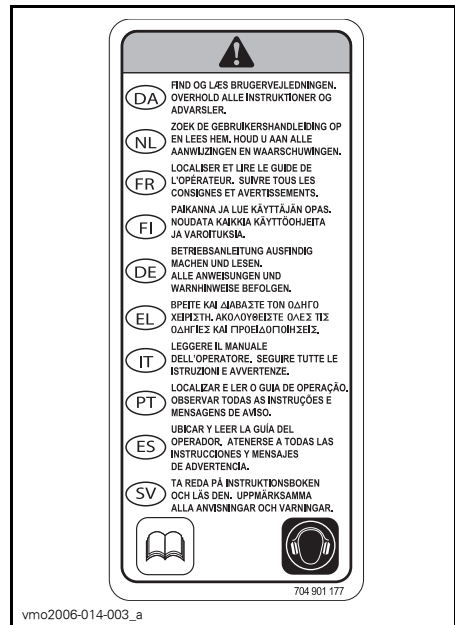 DA
FIND OG LÆS BRUGERVEJLEDNINGEN.
OVERHOLD ALLE INSTRUKTIONER OG
ADVARSLER.
NL
ZOEK DE GEBRUIKERSHANDLEIDING OP
EN LEES HEM. HOUD U AAN ALLE
AANWIJZINGEN EN WAARSCHUWINGEN.
FR
LOCALISER ET LIRE LE GUIDE DE
L'OPÉRATEUR. SUIVRE TOUS LES
CONSIGNES ET AVERTISSEMENTS.
FI
PAIKANNA JA LUE KÄYTTÄJÄN OPAS.
NOUDATA KAIKKIA KÄYTTÖOHJEITA
JA VAROITUKSIA.
DE
BETRIEBSANLEITUNG AUSFINDIG
MACHEN UND LESEN.
ALLE ANWEISUNGEN UND
WARNHINWEISE BEFOLGEN.
EL
ΒΡΕΙΤΕ ΚΑΙ ΔΙΑΒΑΣΤΕ ΤΟΝ ΟΔΗΓΟ
ΧΕΙΡΙΣΤΗ. ΑΚΟΛΟΥΘΕΙΣΤΕ ΟΛΕΣ ΤΙΣ
ΟΔΗΓΙΕΣ ΚΑΙ ΠΡΟΕΙΔΟΠΟΙΗΣΕΙΣ.
IT
LEGGERE IL MANUALE
DELL'OPERATORE. SEGUIRE TUTTE LE
ISTRUZIONI E AVVERTENZE.
PT
LOCALIZAR E LER O GUIA DE OPERAÇÃO.
OBSERVAR TODAS AS INSTRUÇÕES E
MENSAGENS DE AVISO.
ES
UBICAR Y LEER LA GUÍA DEL
OPERADOR. ATENERSE A TODAS LAS
INSTRUCCIONES Y MENSAJES
DE ADVERTENCIA.
SV
TA REDA PÅ INSTRUKTIONSBOKEN
OCH LÄS DEN. UPPMÄRKSAMMA
ALLA ANVISNINGAR OCH VARNINGAR.
704 901 177
vmo2006-014-003_a